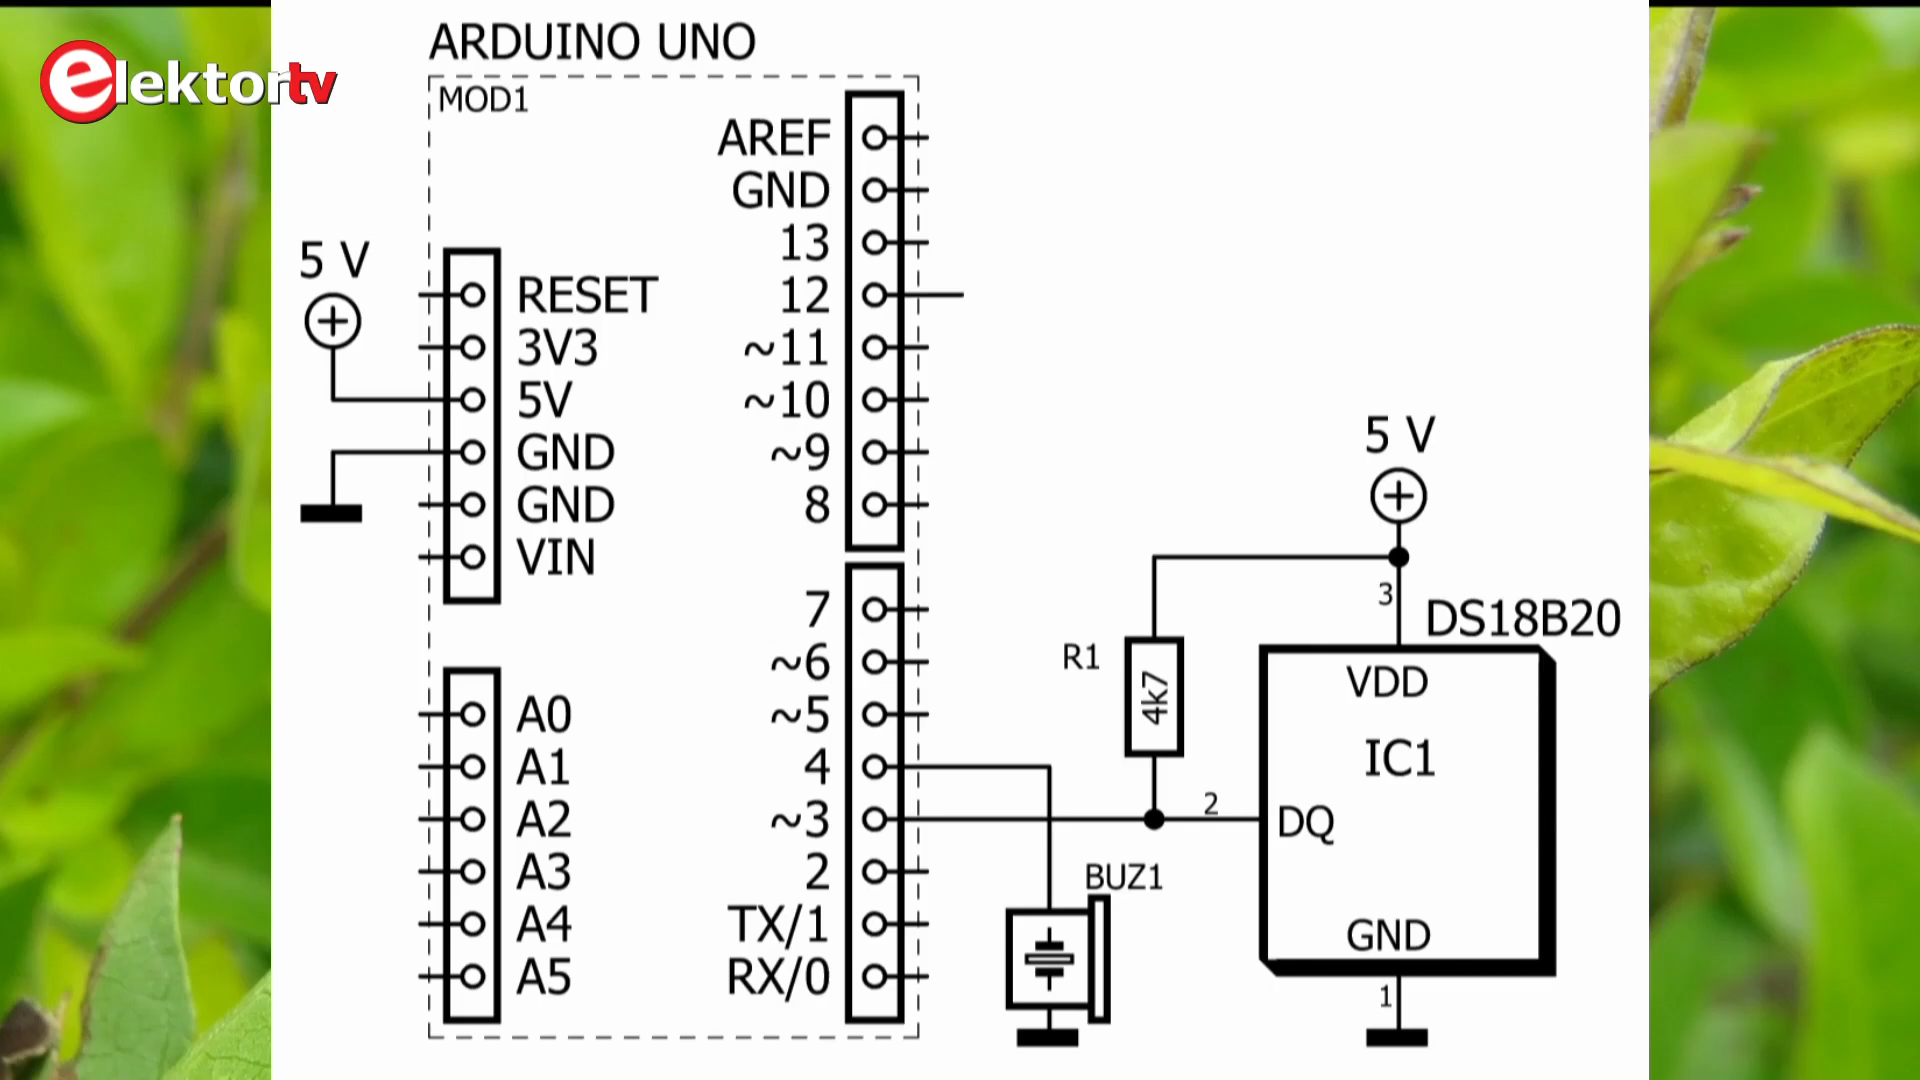 elektortv
ARDUINO UNO
MOD1
5 V
RESET
3V3
5V
GND
GND
VIN
A0
A1
A2
A3
A4
A5
AREF
GND
13
12
~11
~10
~9
8
7
~6
~5
4
~3
2
TX/1
RX/0
R1
4k7
BUZ1
5 V
3
DS18B20
VDD
IC1
2
DQ
GND
1